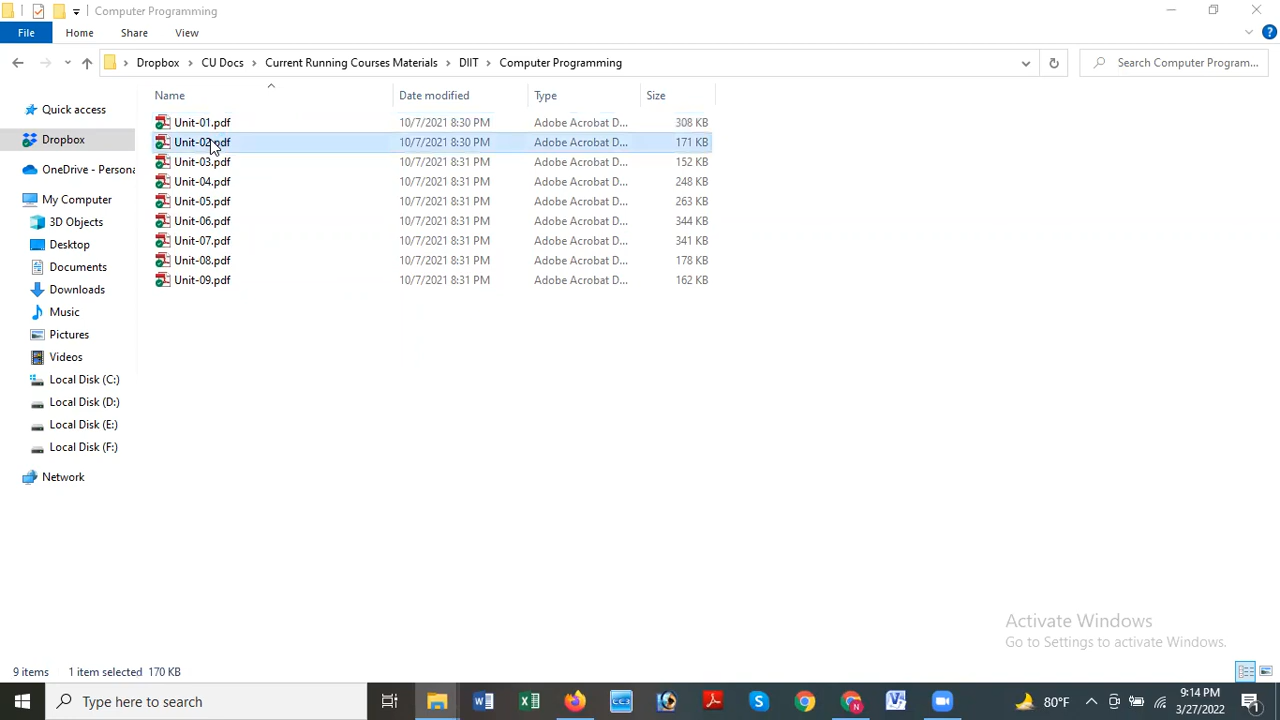 Computer Programming
File Home Share View
Dropbox CU Docs Current Running Courses Materials DIIT Computer Programming Search Computer Program...
Name Date modified Type Size
Quick access
Dropbox
OneDrive - Persona
My Computer
3D Objects
Desktop
Documents
Downloads
Music
Pictures
Videos
Local Disk (C:)
Local Disk (D:)
Local Disk (E:)
Local Disk (F:)
Network
Unit-01.pdf 10/7/2021 8:30 PM Adobe Acrobat D... 308 KB
Unit-02.pdf 10/7/2021 8:30 PM Adobe Acrobat D... 171 KB
Unit-03.pdf 10/7/2021 8:31 PM Adobe Acrobat D... 152 KB
Unit-04.pdf 10/7/2021 8:31 PM Adobe Acrobat D... 248 KB
Unit-05.pdf 10/7/2021 8:31 PM Adobe Acrobat D... 263 KB
Unit-06.pdf 10/7/2021 8:31 PM Adobe Acrobat D... 344 KB
Unit-07.pdf 10/7/2021 8:31 PM Adobe Acrobat D... 341 KB
Unit-08.pdf 10/7/2021 8:31 PM Adobe Acrobat D... 178 KB
Unit-09.pdf 10/7/2021 8:31 PM Adobe Acrobat D... 162 KB
Activate Windows
Go to Settings to activate Windows.
9 items 1 item selected 170 KB
Type here to search
CC3
N
80°F
9:14 PM
3/27/2022
1